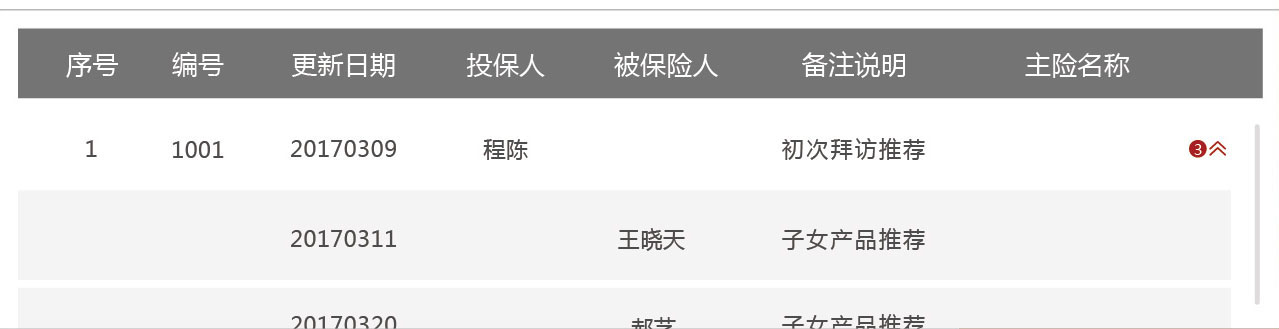 序号 编号 更新日期 投保人 被保险人 备注说明 主险名称
1 1001 20170309 程陈 初次拜访推荐 3
20170311 王晓天 子女产品推荐
20170320 郝艺 子女产品推荐